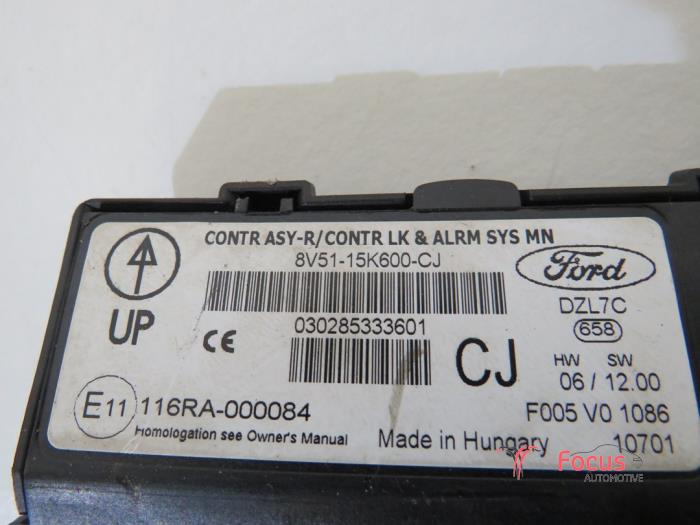 CONTR ASY-R/CONTR LK & ALRM SYS MN
8V51-15K600-CJ
Ford
UP
CE
030285333601
CJ
DZL7C
658
HW SW
06 / 12.00
E11 116RA-000084
F005 V0 1086
Homologation see Owner's Manual
Made in Hungary
10701
Focus
AUTOMOTIVE